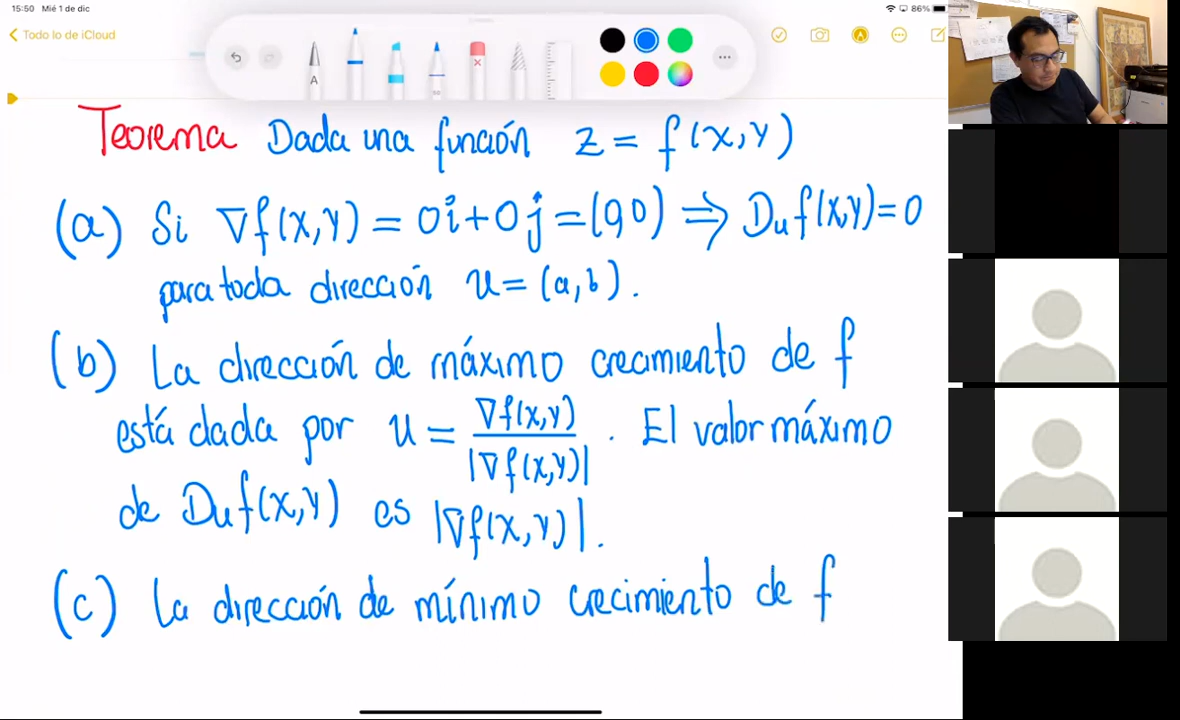 15:50 Mié 1 de dic
86%
Todo lo de iCloud
A
Teorema Dada una función z = f(x,y)
(a) Si ∇f(x,y) = 0i+0j = (0,0) ⇒ Duf(x,y)=0
para toda dirección u = (a,b).
(b) La dirección de máximo crecimiento de f
está dada por u = ∇f(x,y) / |∇f(x,y)| . El valor máximo
de Duf(x,y) es |∇f(x,y)|.
(c) La dirección de mínimo crecimiento de f